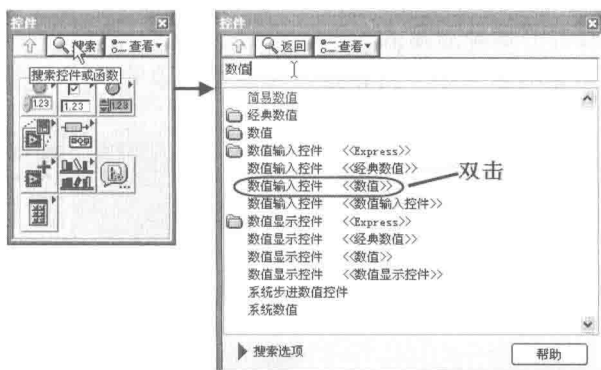 控件
搜索 查看
搜索控件或函数
1.23 1.23 1.23
控件
返回 查看
数值
简易数值
经典数值
数值
数值输入控件 <<Express>>
数值输入控件 <<经典数值>>
数值输入控件 <<数值>>
双击
数值输入控件 <<数值输入控件>>
数值显示控件 <<Express>>
数值显示控件 <<经典数值>>
数值显示控件 <<数值>>
数值显示控件 <<数值显示控件>>
系统步进数值控件
系统数值
搜索选项
帮助